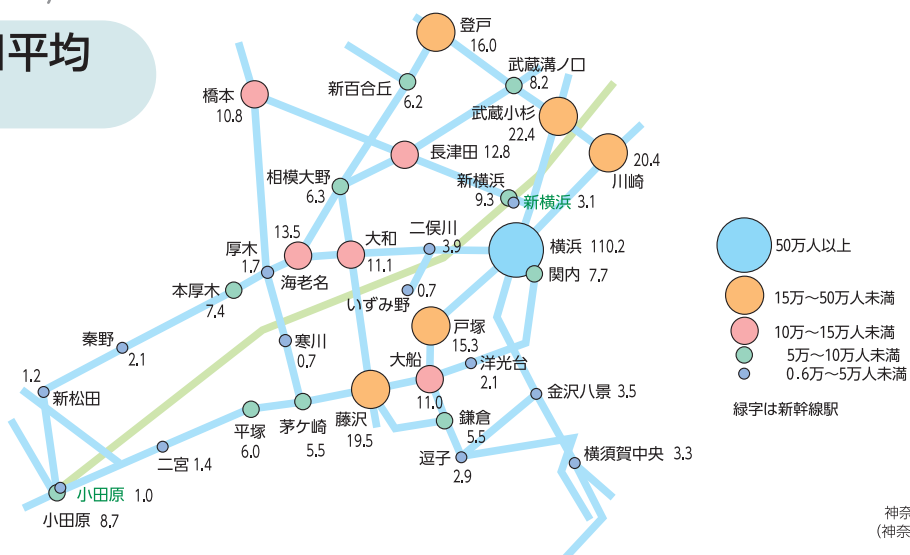 平均
登戸
16.0
武蔵溝ノ口
8.2
新百合丘
6.2
橋本
10.8
武蔵小杉
22.4
長津田 12.8
20.4
川崎
相模大野
6.3
新横浜
9.3
新横浜 3.1
二俣川
3.9
横浜 110.2
関内 7.7
13.5
海老名
大和
11.1
厚木
1.7
いずみ野
0.7
本厚木
7.4
戸塚
15.3
秦野
2.1
寒川
0.7
大船
11.0
洋光台
2.1
1.2
新松田
金沢八景 3.5
藤沢
19.5
茅ケ崎
5.5
平塚
6.0
鎌倉
5.5
二宮 1.4
逗子
2.9
横須賀中央 3.3
小田原 1.0
小田原 8.7
50万人以上
15万〜50万人未満
10万〜15万人未満
5万〜10万人未満
0.6万〜5万人未満
緑字は新幹線駅
神奈
(神奈